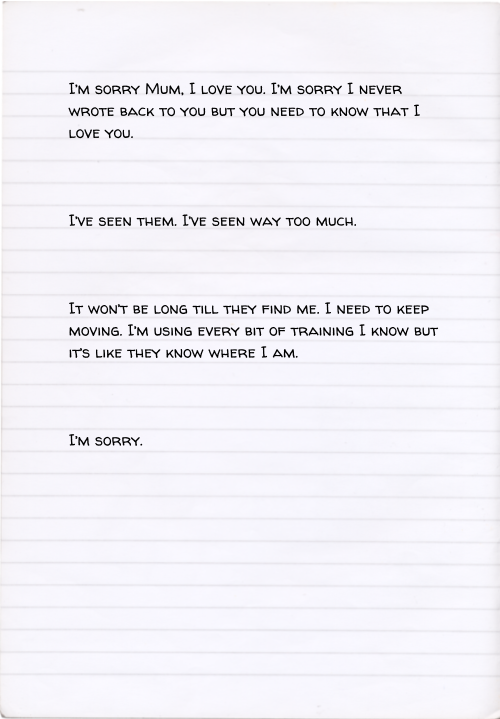 I'm sorry Mum, I love you. I'm sorry I never
wrote back to you but you need to know that I
love you.
I've seen them. I've seen way too much.
It won't be long till they find me. I need to keep
moving. I'm using every bit of training I know but
it's like they know where I am.
I'm sorry.